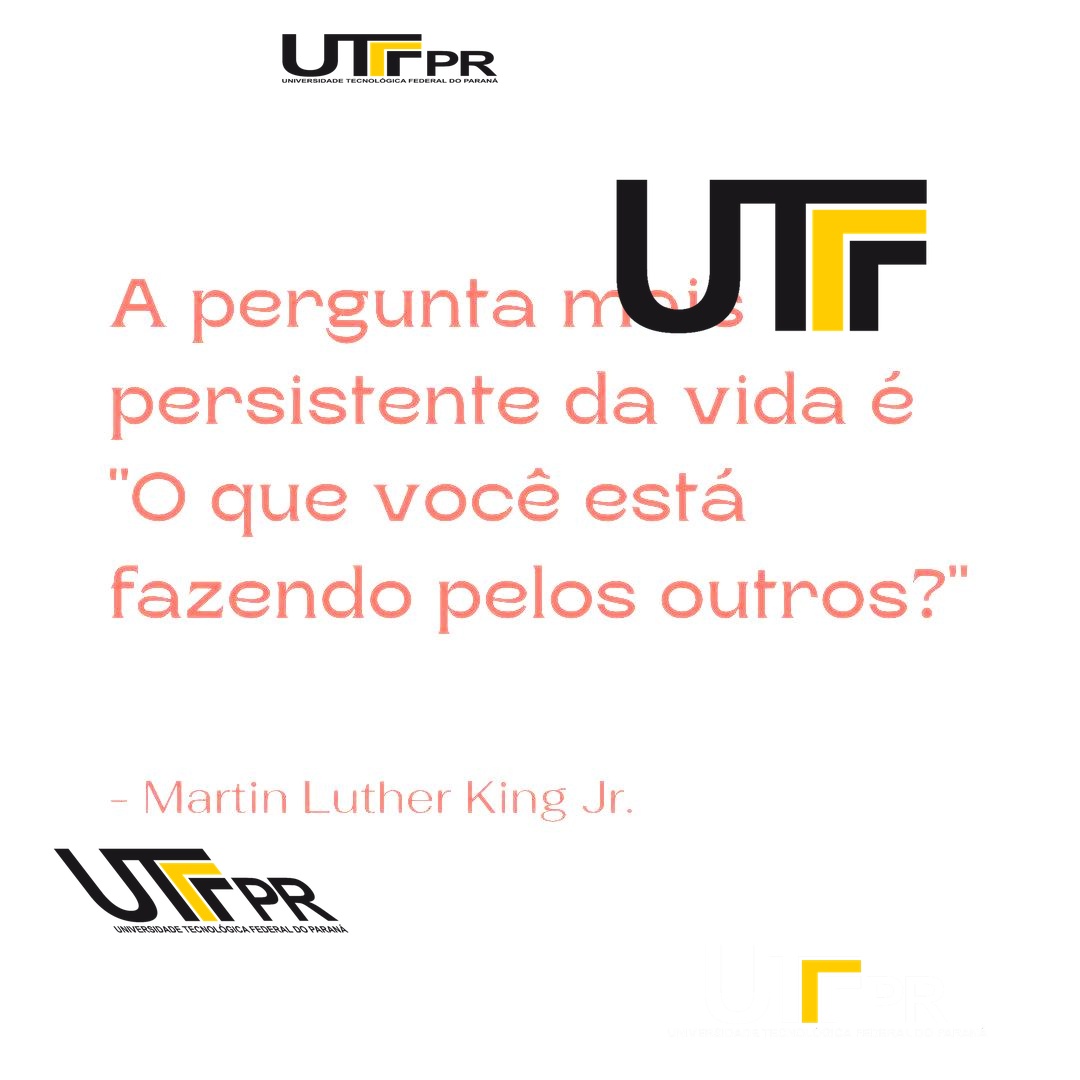 UTFPR
UNIVERSIDADE TECNOLÓGICA FEDERAL DO PARANÁ
UTF
A pergunta mais
persistente da vida é
"O que você está
fazendo pelos outros?"
- Martin Luther King Jr.
UTFPR
UNIVERSIDADE TECNOLÓGICA FEDERAL DO PARANÁ